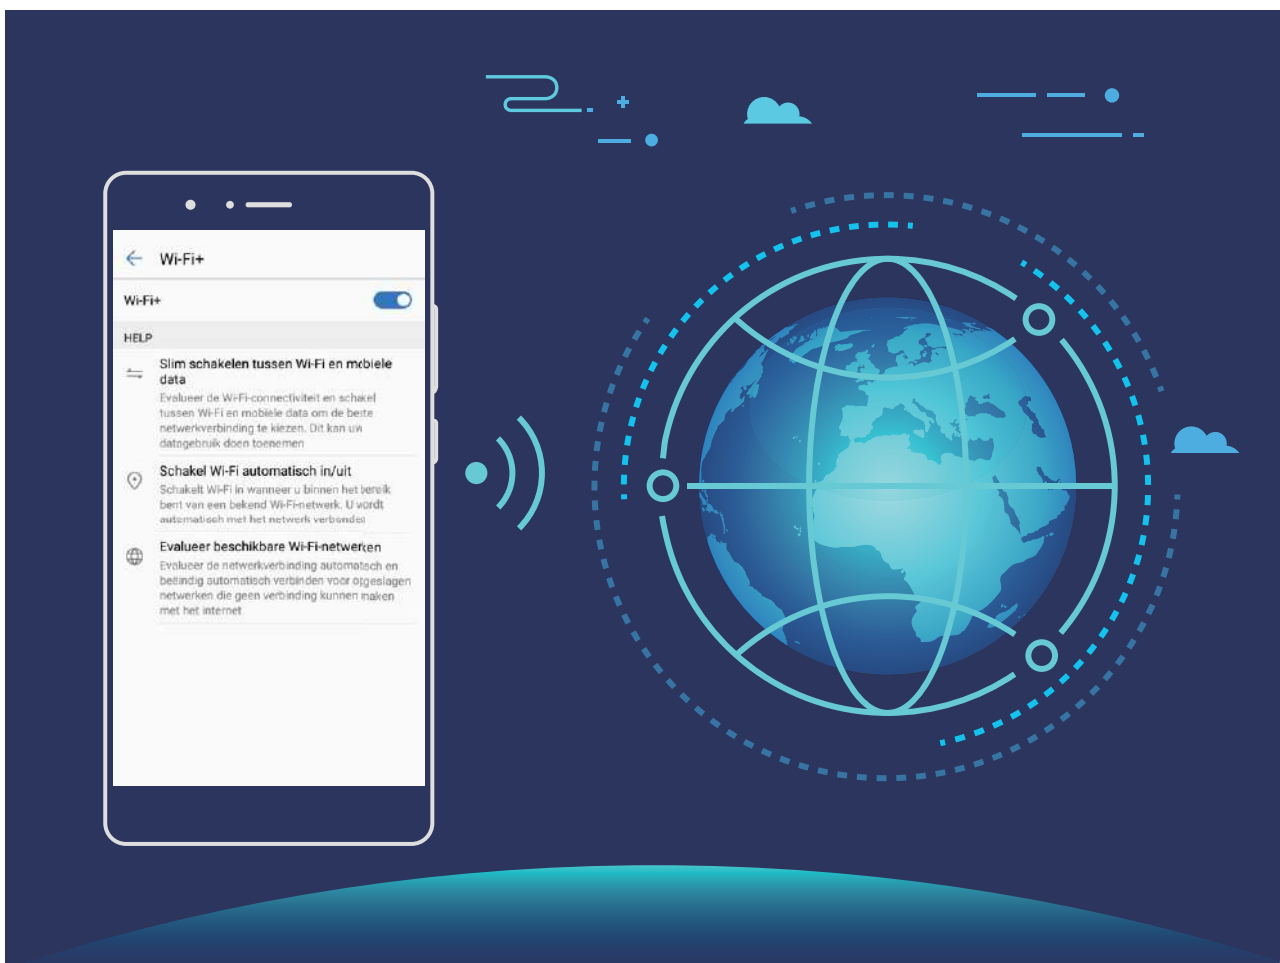 Wi-Fi+
Wi-Fi+
HELP
Slim schakelen tussen Wi-Fi en mobiele
data
Evalueer de Wi-Fi-connectiviteit en schakel
tussen Wi-Fi en mobiele data om de beste
netwerkverbinding te kiezen. Dit kan uw
datagebruik doen toenemen
Schakel Wi-Fi automatisch in/uit
Schakelt Wi-Fi in wanneer u binnen het bereik
bent van een bekend Wi-Fi-netwerk. U wordt
automatisch met het netwerk verbonden
Evalueer beschikbare Wi-Fi-netwerken
Evalueer de netwerkverbinding automatisch en
beëindig automatisch verbinden voor opgeslagen
netwerken die geen verbinding kunnen maken
met het internet